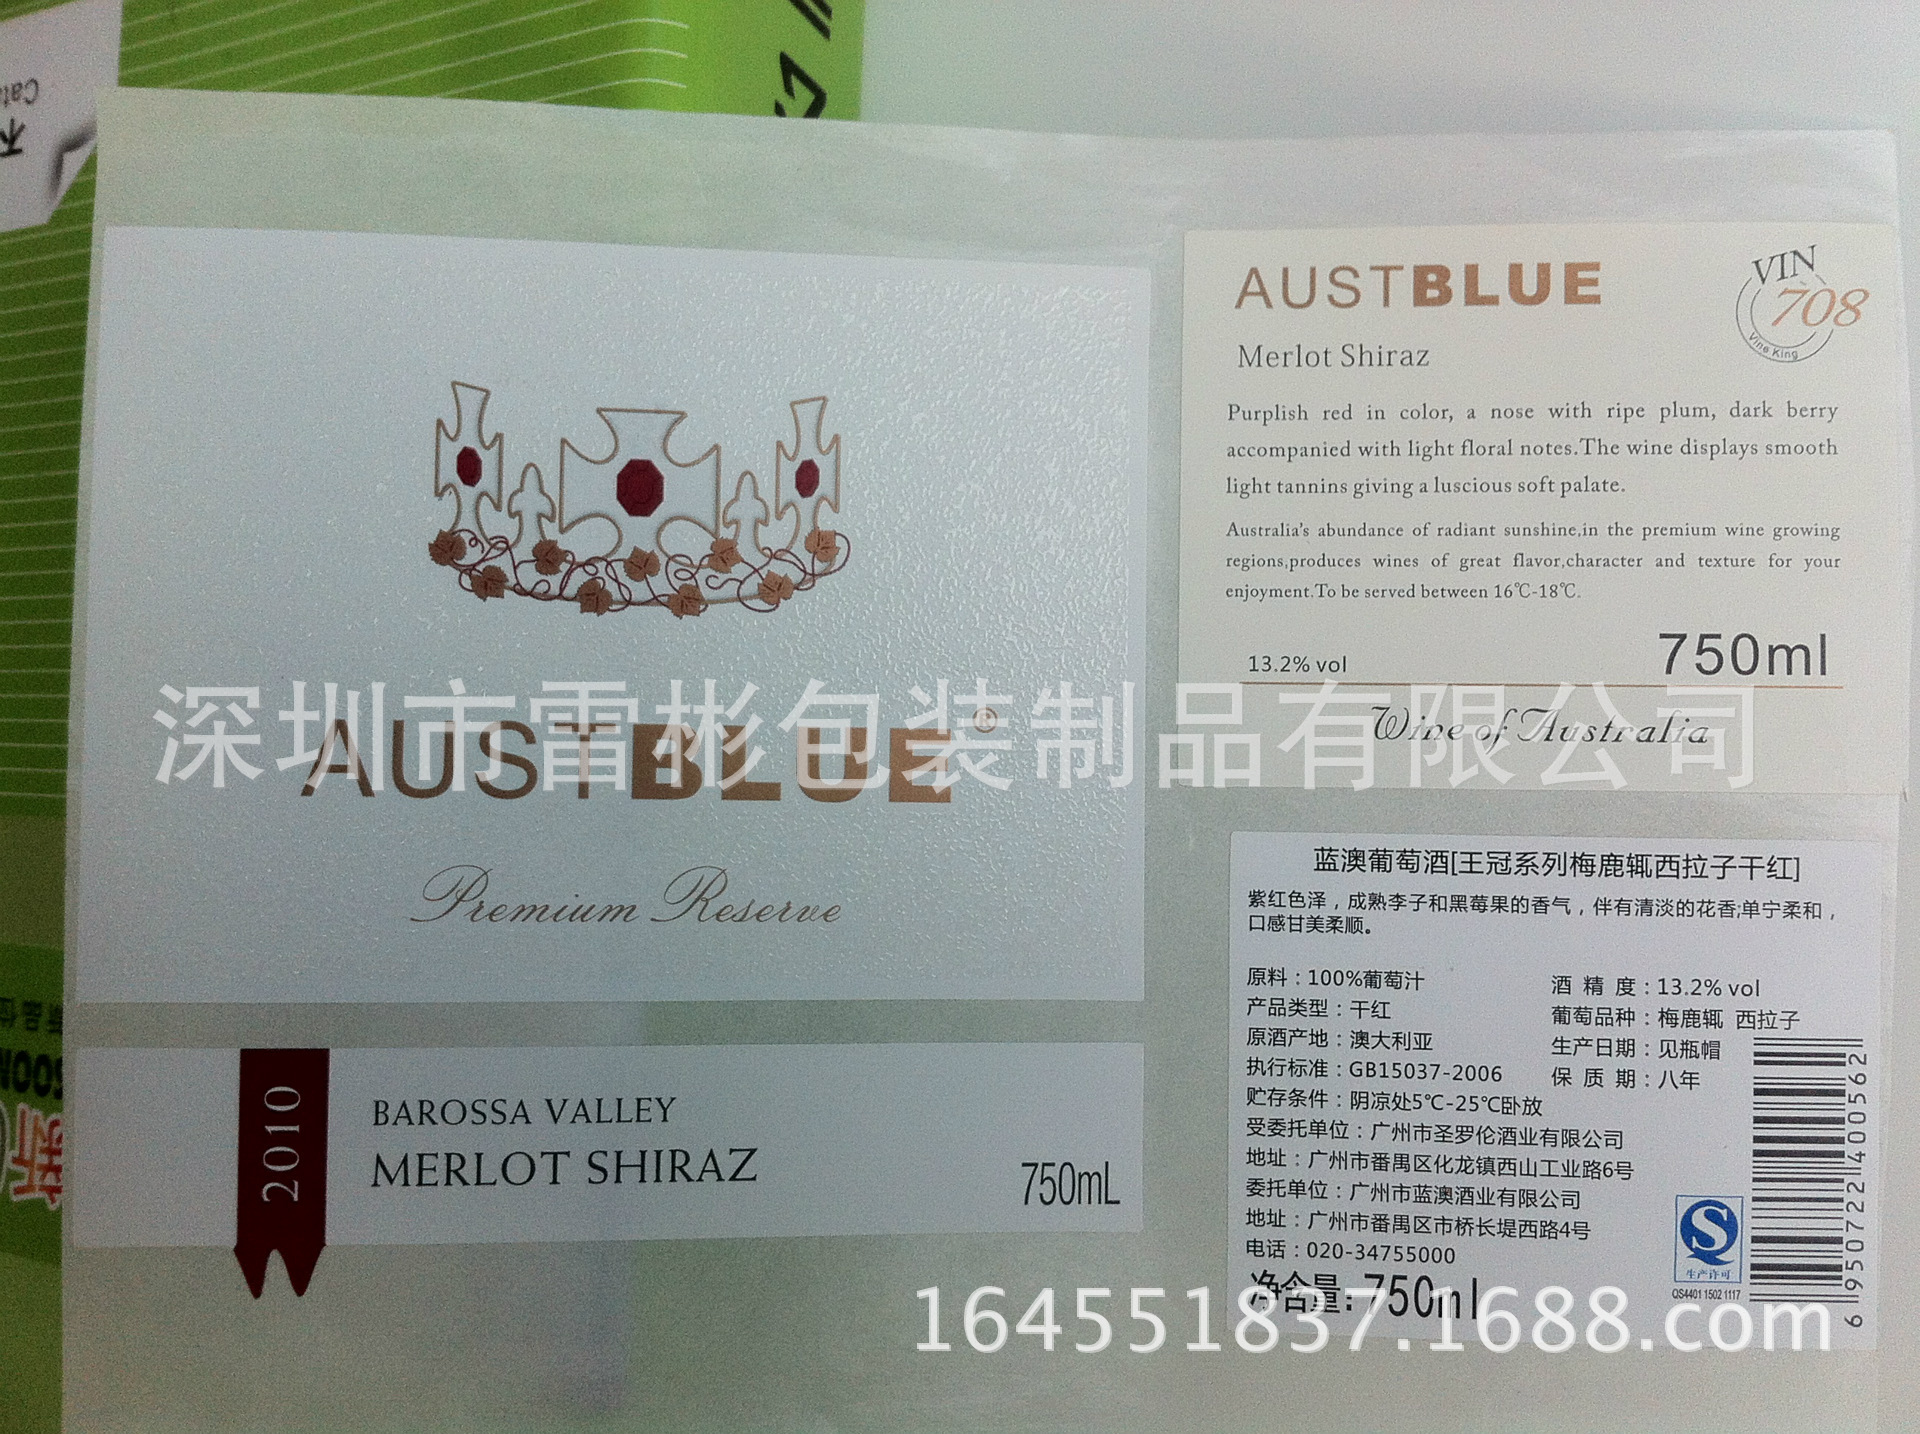 AUSTBLUE®
Premium Reserve
2010
BAROSSA VALLEY
MERLOT SHIRAZ
750mL
AUSTBLUE
VIN
708
Vine King
Merlot Shiraz
Purplish red in color, a nose with ripe plum, dark berry
accompanied with light floral notes.The wine displays smooth
light tannins giving a luscious soft palate.
Australia's abundance of radiant sunshine,in the premium wine growing
regions,produces wines of great flavor,character and texture for your
enjoyment.To be served between 16℃-18℃.
13.2% vol
750ml
Wine of Australia
深圳市雷彬包装制品有限公司
蓝澳葡萄酒[王冠系列梅鹿辄西拉子干红]
紫红色泽，成熟李子和黑莓果的香气，伴有清淡的花香;单宁柔和，
口感甘美柔顺。
原料：100%葡萄汁
产品类型：干红
原酒产地：澳大利亚
执行标准：GB15037-2006
贮存条件：阴凉处5℃-25℃卧放
受委托单位：广州市圣罗伦酒业有限公司
地址：广州市番禺区化龙镇西山工业路6号
委托单位：广州市蓝澳酒业有限公司
地址：广州市番禺区市桥长堤西路4号
电话：020-34755000
净含量：750ml
酒 精 度：13.2% vol
葡萄品种：梅鹿辄 西拉子
生产日期：见瓶帽
保 质 期：八年
生产许可
QS4401 1502 1117
6950722400562
164551837.1688.com
Cat
不